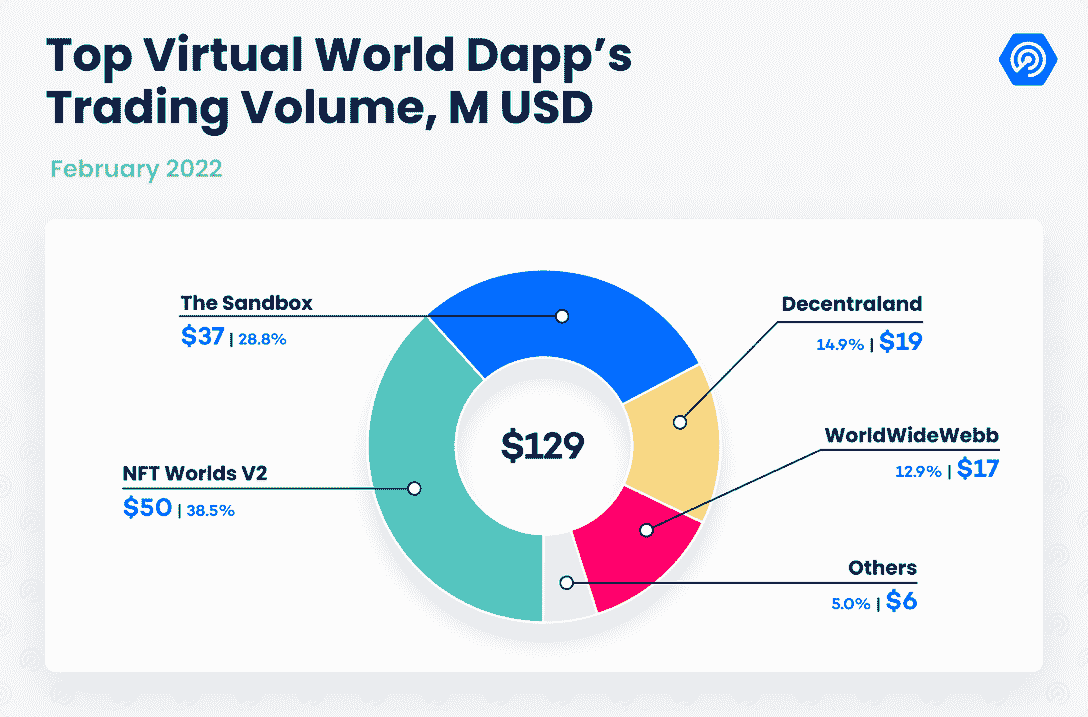 Top Virtual World Dapp’s
Trading Volume, M USD
February 2022
The Sandbox
$37 | 28.8%
Decentraland
14.9% | $19
$129
WorldWideWebb
12.9% | $17
NFT Worlds V2
$50 | 38.5%
Others
5.0% | $6